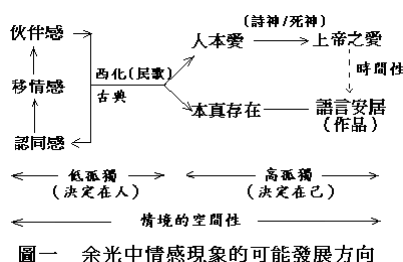 (詩神/死神)
伙伴感
人本愛
上帝之愛
西化(民歌)
移情感
時間性
古典
本真存在
語言安居
(作品)
認同感
低孤獨
高孤獨
(決定在人)
(決定在己)
情境的空間性
圖一 余光中情感現象的可能發展方向